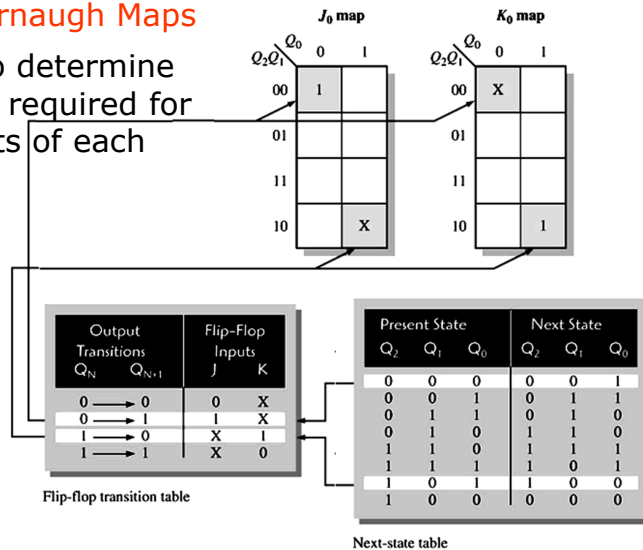 rnaugh Maps
o determine
required for
ts of each
J0 map
K0 map
Q0
Q2Q1
0 1
00 1
01
11
10 X
Q0
Q2Q1
0 1
00 X
01
11
10 1
Output Transitions Flip-Flop Inputs
QN QN+1 J K
0 → 0 0 X
0 → 1 1 X
1 → 0 X 1
1 → 1 X 0
Flip-flop transition table
Present State Next State
Q2 Q1 Q0 Q2 Q1 Q0
0 0 0 0 0 1
0 0 1 0 1 1
0 1 1 0 1 0
0 1 0 1 1 0
1 1 0 1 1 1
1 1 1 1 0 1
1 0 1 1 0 0
1 0 0 0 0 0
Next-state table